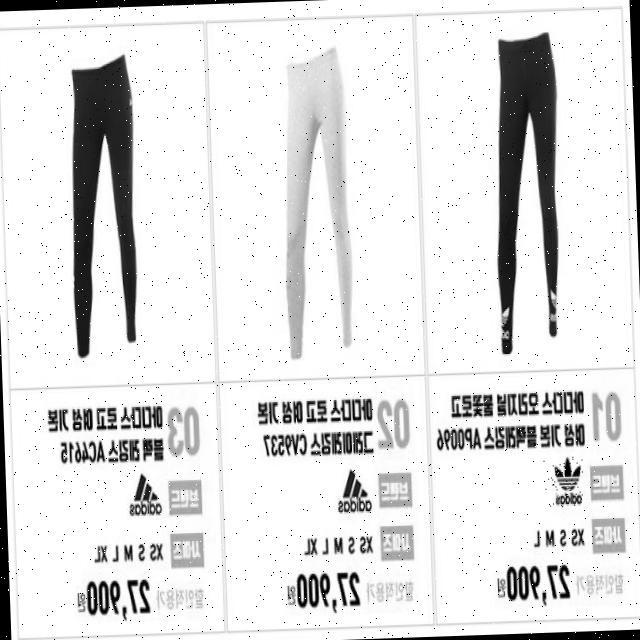 01
아디다스 오리지널 불꽃로고
여성 기본 블랙레깅스 AP0096
브랜드
adidas
사이즈
XS S M L
할인적용가
27,900원
02
아디다스 로고 여성 기본
그레이레깅스 CV9537
브랜드
adidas
사이즈
XS S M L XL
할인적용가
27,900원
03
아디다스 로고 여성 기본
블랙 레깅스 AC4615
브랜드
adidas
사이즈
XS S M L XL
할인적용가
27,900원